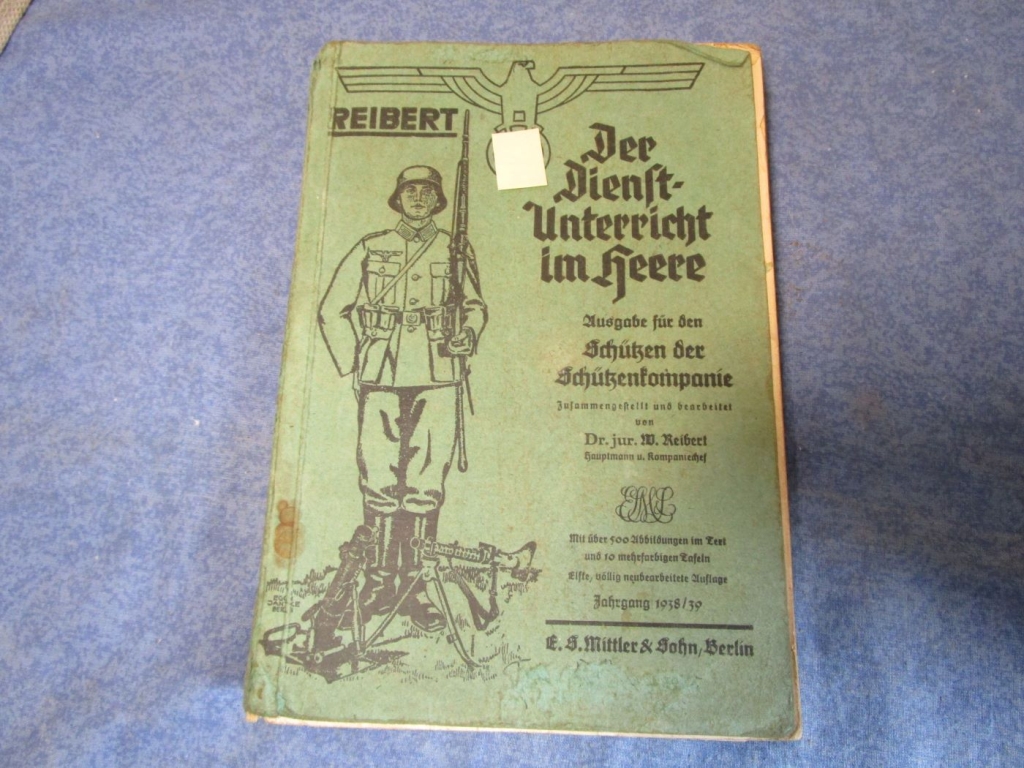 REIBERT
Der
Dienst-
Unterricht
im Heere
Ausgabe für den
Schützen der
Schützenkompanie
Zusammengestellt und bearbeitet
von
Dr. jur. W. Reibert
Hauptmann u. Kompaniechef
Mit über 500 Abbildungen im Text
und 10 mehrfarbigen Tafeln
Elfte, völlig neubearbeitete Auflage
Jahrgang 1938/39
E. S. Mittler & Sohn, Berlin